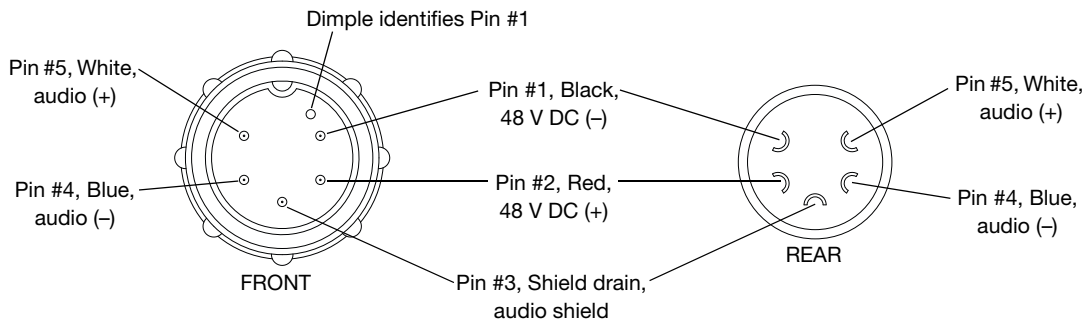 Dimple identifies Pin #1
Pin #5, White,
audio (+)
Pin #1, Black,
48 V DC (–)
Pin #5, White,
audio (+)
Pin #4, Blue,
audio (–)
Pin #2, Red,
48 V DC (+)
Pin #4, Blue,
audio (–)
FRONT
Pin #3, Shield drain,
audio shield
REAR